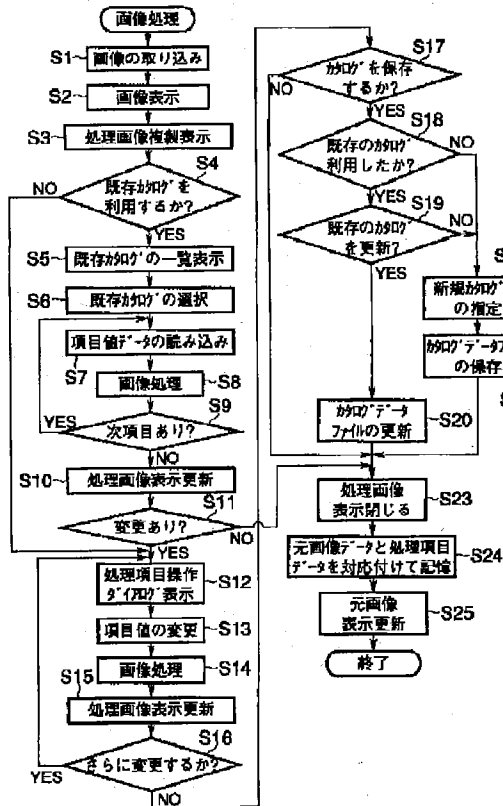 画像処理
S1
画像の取り込み
S2
画像表示
S3
処理画像複製表示
S4
NO
既存カタログを
利用するか?
YES
S5
既存カタログの一覧表示
S6
既存カタログの選択
項目値データの読み込み
S7
画像処理
S8
S9
YES
次項目あり?
NO
S10
処理画像表示更新
S11
変更あり?
NO
YES
処理項目操作
ダイアログ表示
S12
項目値の変更
S13
画像処理
S14
S15
処理画像表示更新
S16
さらに変更するか?
YES
NO
S17
カタログを保存
するか?
NO
YES
S18
既存のカタログ
利用したか?
NO
YES
S19
既存のカタログ
を更新?
NO
YES
新規カタログ
の指定
カタログデータフ
の保存
カタログデータ
ファイルの更新
S20
処理画像
表示閉じる
S23
元画像データと処理項目
データを対応付けて記憶
S24
元画像
表示更新
S25
終了